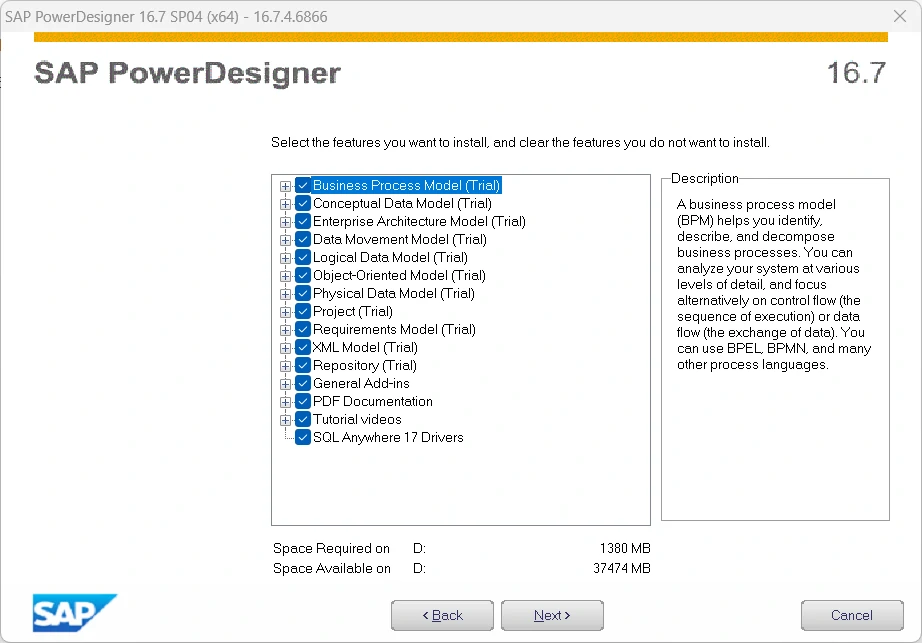 SAP PowerDesigner 16.7 SP04 (x64) - 16.7.4.6866
SAP PowerDesigner
16.7
Select the features you want to install, and clear the features you do not want to install.
Business Process Model (Trial)
Conceptual Data Model (Trial)
Enterprise Architecture Model (Trial)
Data Movement Model (Trial)
Logical Data Model (Trial)
Object-Oriented Model (Trial)
Physical Data Model (Trial)
Project (Trial)
Requirements Model (Trial)
XML Model (Trial)
Repository (Trial)
General Add-ins
PDF Documentation
Tutorial videos
SQL Anywhere 17 Drivers
Description
A business process model
(BPM) helps you identify,
describe, and decompose
business processes. You can
analyze your system at various
levels of detail, and focus
alternatively on control flow (the
sequence of execution) or data
flow (the exchange of data). You
can use BPEL, BPMN, and many
other process languages.
Space Required on D: 1380 MB
Space Available on D: 37474 MB
SAP
< Back
Next >
Cancel